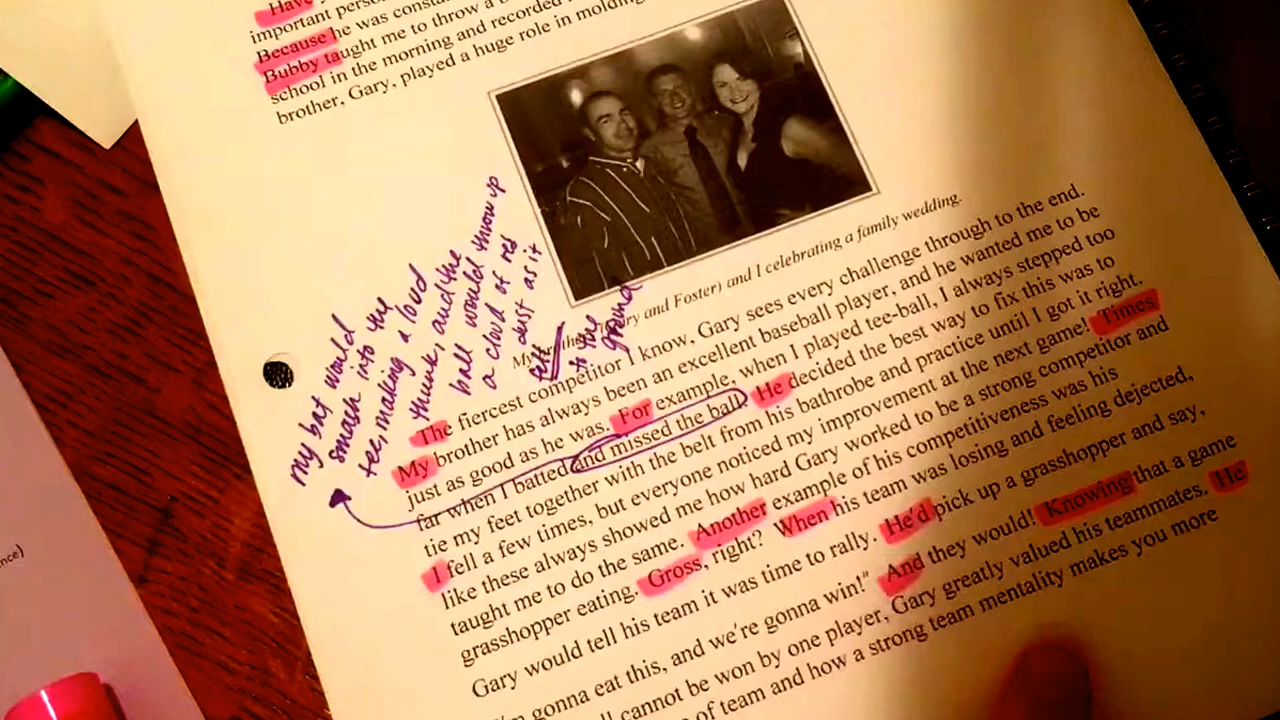 Have
important perso
Because he was consta
Bubby taught me to throw a
school in the morning and recorded
brother, Gary, played a huge role in molding
ry and Foster) and I celebrating a family wedding.
my bat would
smash into the
tee, making a loud
thunk, and the
ball would throw up
a cloud of red
dust as it
fell
to the
ground
The fiercest competitor I know, Gary sees every challenge through to the end.
My brother has always been an excellent baseball player, and he wanted me to be
just as good as he was. For example, when I played tee-ball, I always stepped too
far when I batted and missed the ball. He decided the best way to fix this was to
tie my feet together with the belt from his bathrobe and practice until I got it right.
I fell a few times, but everyone noticed my improvement at the next game! Times
like these always showed me how hard Gary worked to be a strong competitor and
taught me to do the same. Another example of his competitiveness was his
grasshopper eating. Gross, right? When his team was losing and feeling dejected,
Gary would tell his team it was time to rally. He'd pick up a grasshopper and say,
gonna eat this, and we're gonna win!" And they would! Knowing that a game
cannot be won by one player, Gary greatly valued his teammates. He
of team and how a strong team mentality makes you more
nce)